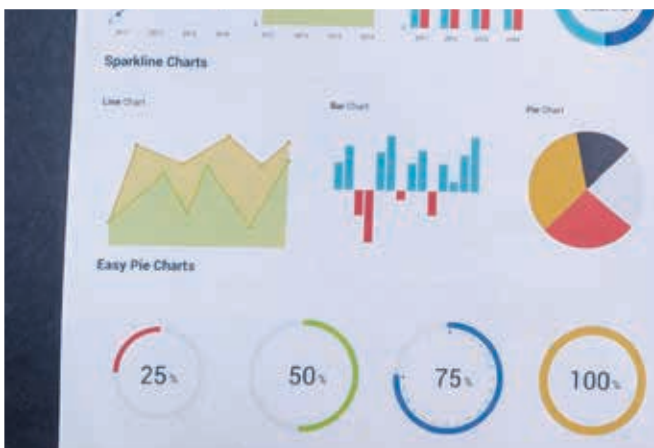 Sparkline Charts
Line Chart
Bar Chart
Pie Chart
Easy Pie Charts
25%
50%
75%
100%